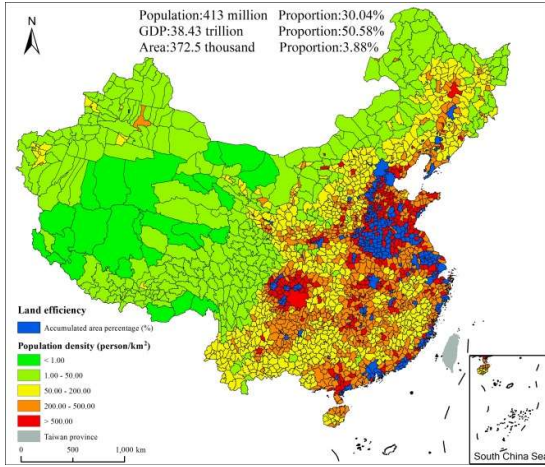 Population:413 million Proportion:30.04%
GDP:38.43 trillion Proportion:50.58%
Area:372.5 thousand Proportion:3.88%
N
Land efficiency
Accumulated area percentage (%)
Population density (person/km²)
< 1.00
1.00 - 50.00
50.00 - 200.00
200.00 - 500.00
> 500.00
Taiwan province
0 500 1,000 km
South China Sea